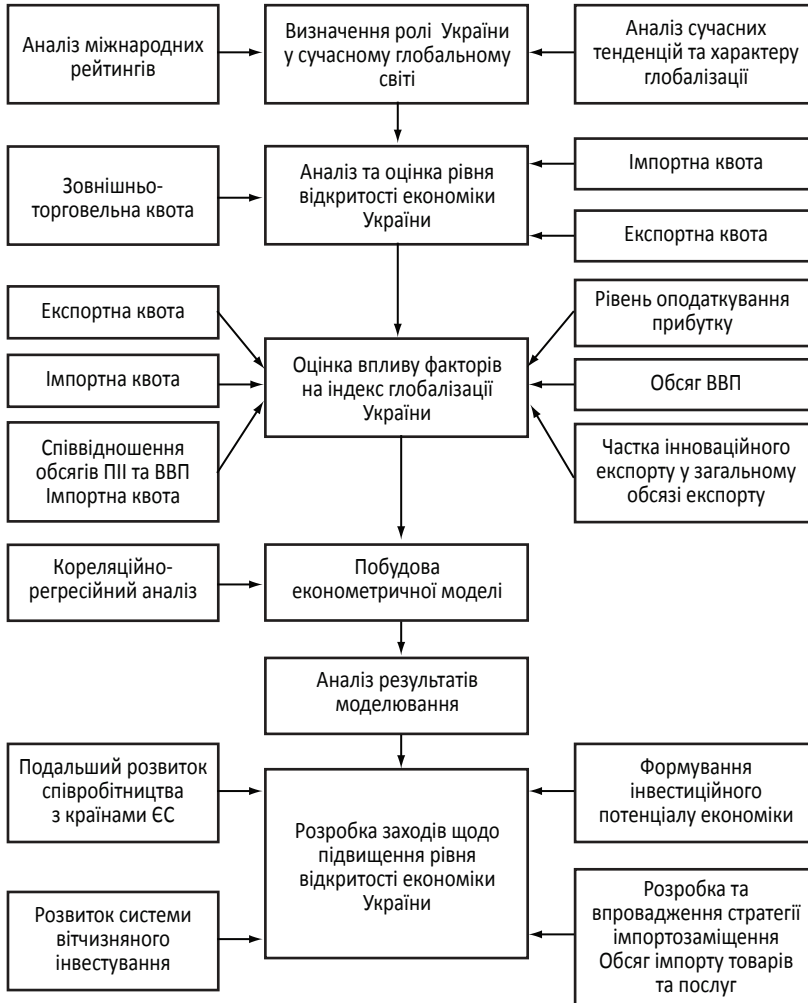 Аналіз міжнародних
рейтингів
Визначення ролі України
у сучасному глобальному
світі
Аналіз сучасних
тенденцій та характеру
глобалізації
Зовнішньо-
торговельна квота
Аналіз та оцінка рівня
відкритості економіки
України
Імпортна квота
Експортна квота
Експортна квота
Імпортна квота
Співвідношення
обсягів ПІІ та ВВП
Імпортна квота
Оцінка впливу факторів
на індекс глобалізації
України
Рівень оподаткування
прибутку
Обсяг ВВП
Частка інноваційного
експорту у загальному
обсязі експорту
Кореляційно-
регресійний аналіз
Побудова
економетричної моделі
Аналіз результатів
моделювання
Подальший розвиток
співробітництва
з країнами ЄС
Розвиток системи
вітчизняного
інвестування
Розробка заходів щодо
підвищення рівня
відкритості економіки
України
Формування
інвестиційного
потенціалу економіки
Розробка та
впровадження стратегії
імпортозаміщення
Обсяг імпорту товарів
та послуг